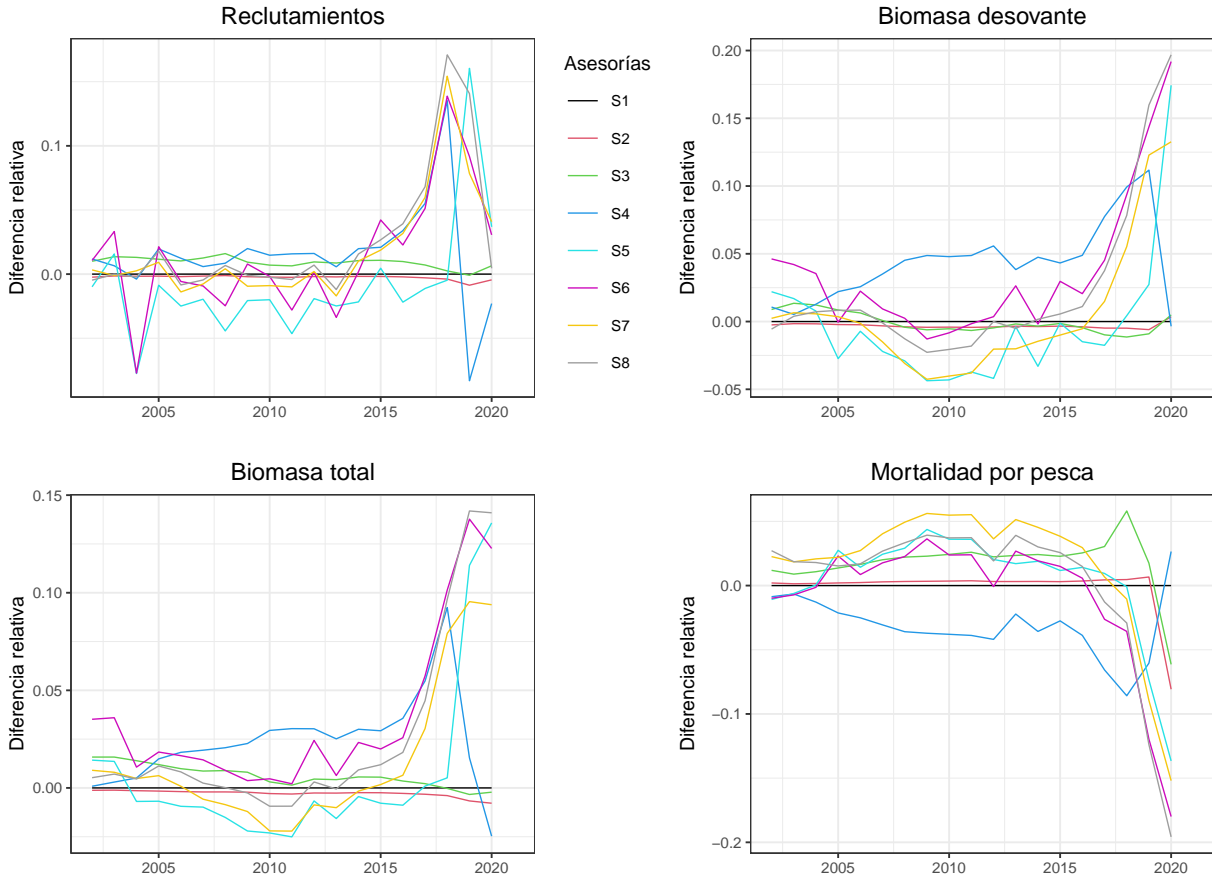 Reclutamientos
Diferencia relativa
0.1
0.0
2005
2010
2015
2020
Asesorías
S1
S2
S3
S4
S5
S6
S7
S8
Biomasa desovante
Diferencia relativa
0.20
0.15
0.10
0.05
0.00
−0.05
2005
2010
2015
2020
Biomasa total
Diferencia relativa
0.15
0.10
0.05
0.00
2005
2010
2015
2020
Mortalidad por pesca
Diferencia relativa
0.0
−0.1
−0.2
2005
2010
2015
2020